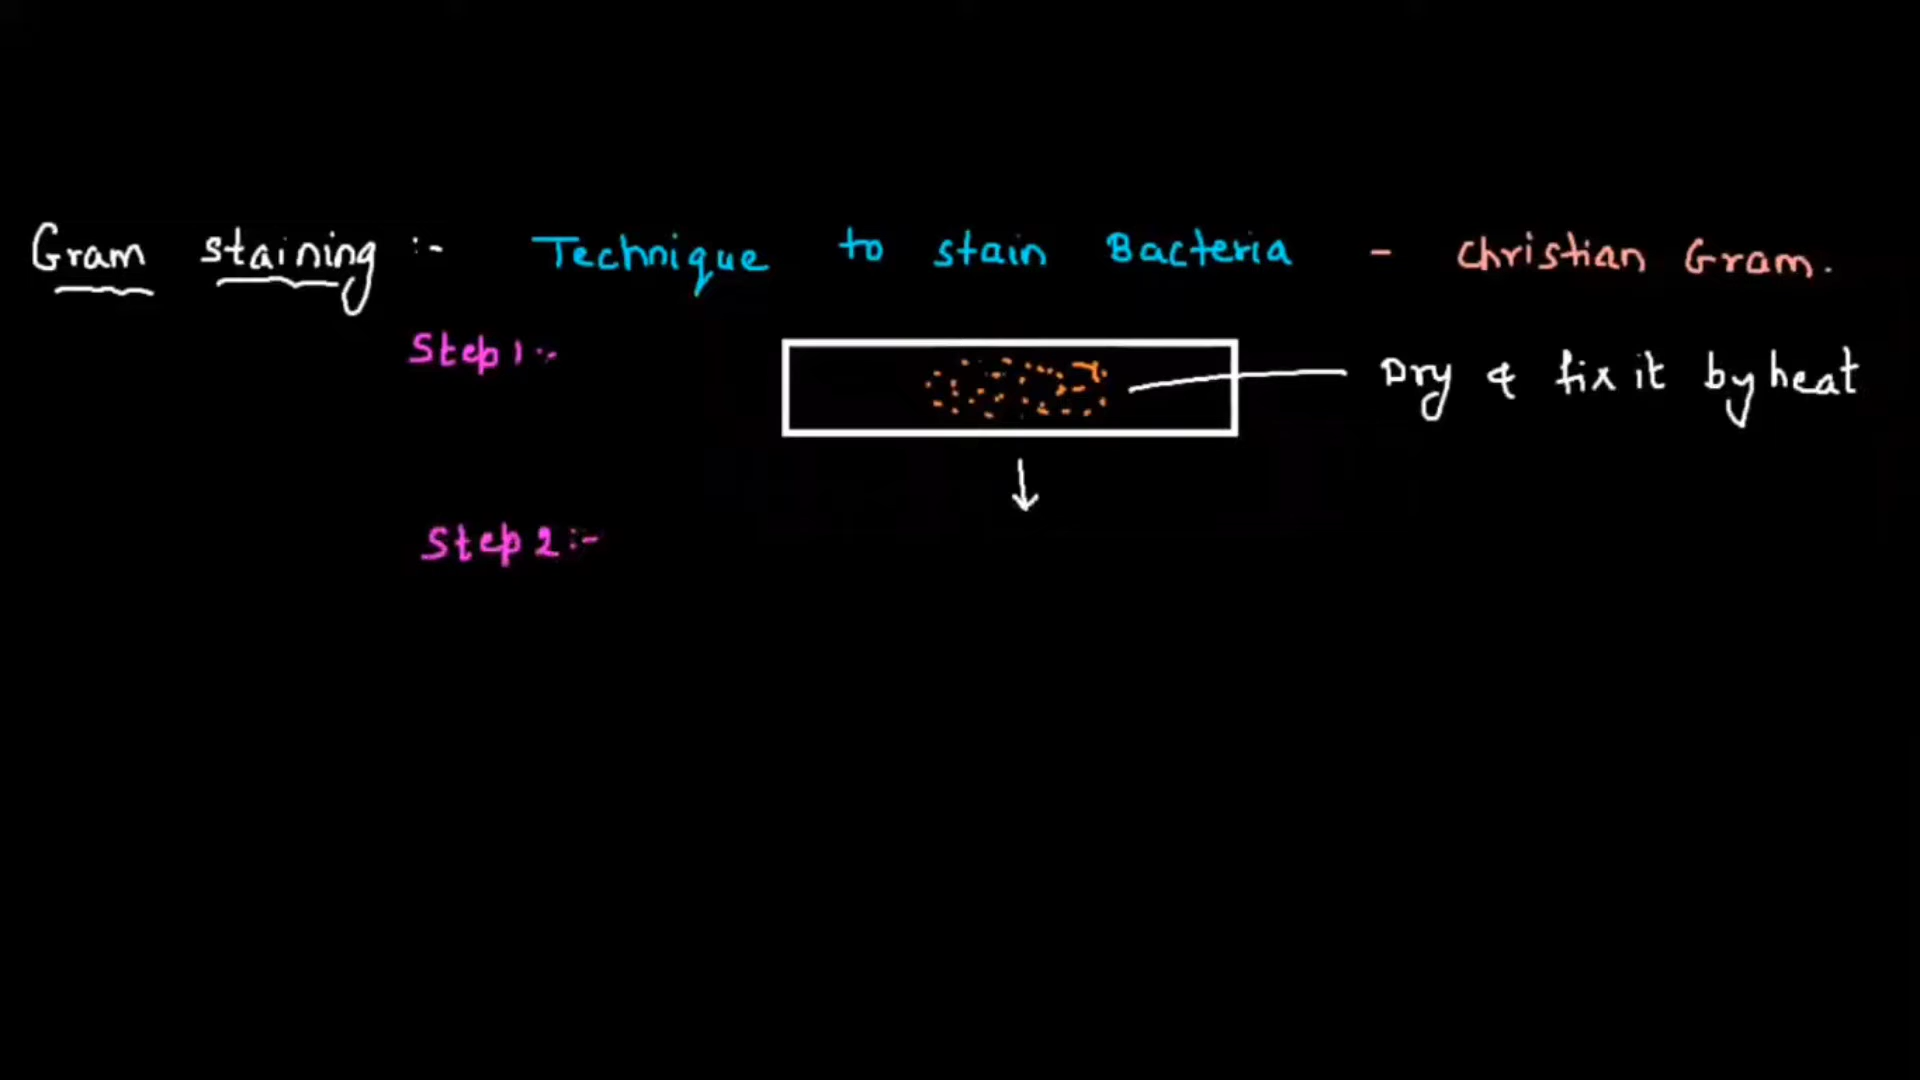 Gram staining :- Technique to stain Bacteria - Christian Gram.
Step 1 :-
Dry & fix it by heat
Step 2 :-